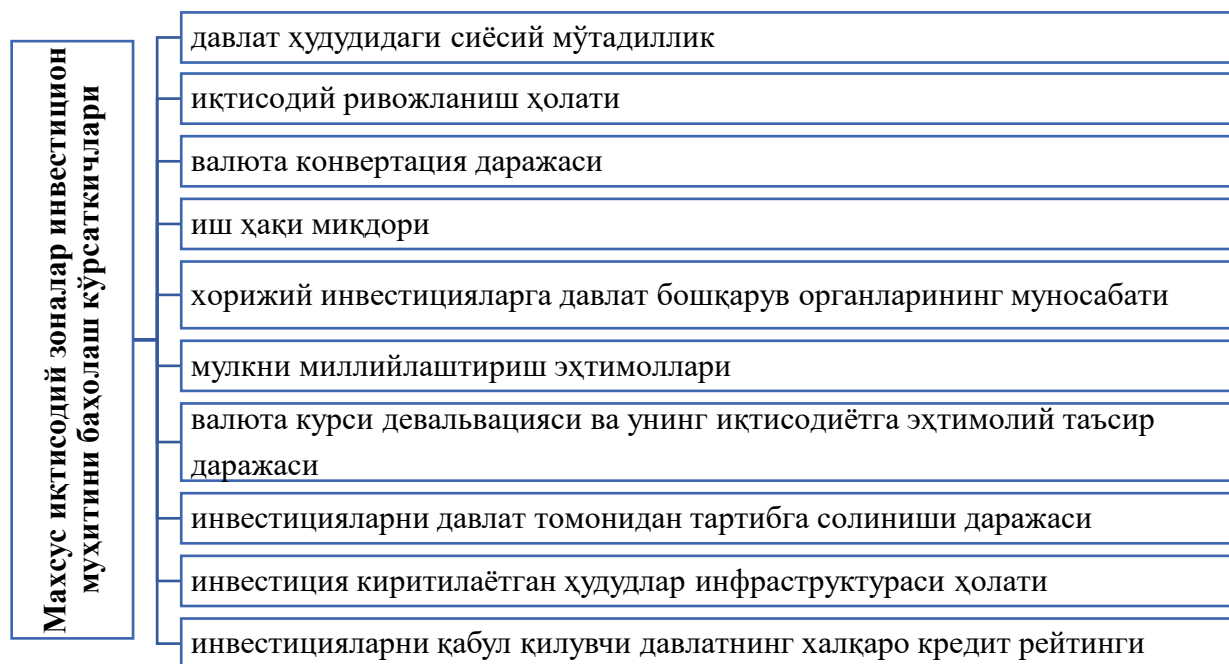 Махсус иқтисодий зоналар инвестицион
муҳитини баҳолаш кўрсаткичлари
давлат ҳудудидаги сиёсий мўтадиллик
иқтисодий ривожланиш ҳолати
валюта конвертация даражаси
иш ҳақи миқдори
хорижий инвестицияларга давлат бошқарув органларининг муносабати
мулкни миллийлаштириш эҳтимоллари
валюта курси девальвацияси ва унинг иқтисодиётга эҳтимолий таъсир
даражаси
инвестицияларни давлат томонидан тартибга солиниши даражаси
инвестиция киритилаётган ҳудудлар инфраструктураси ҳолати
инвестицияларни қабул қилувчи давлатнинг халқаро кредит рейтинги